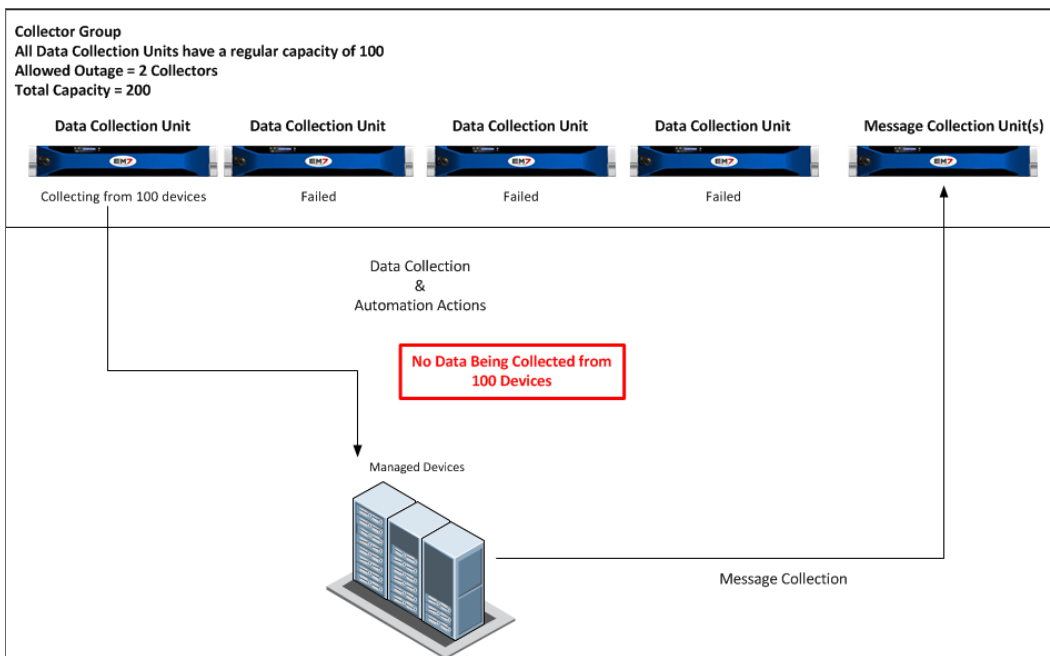 Collector Group
All Data Collection Units have a regular capacity of 100
Allowed Outage = 2 Collectors
Total Capacity = 200
Data Collection Unit
Data Collection Unit
Data Collection Unit
Data Collection Unit
Message Collection Unit(s)
EM7
EM7
EM7
EM7
EM7
Collecting from 100 devices
Failed
Failed
Failed
Data Collection
&
Automation Actions
No Data Being Collected from
100 Devices
Managed Devices
Message Collection